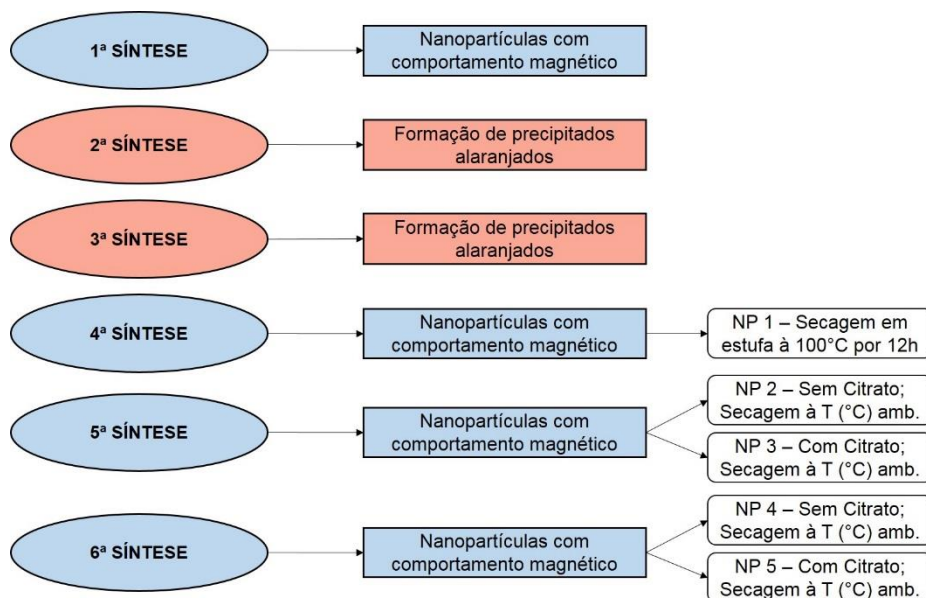 1ª SÍNTESE
Nanopartículas com
comportamento magnético
2ª SÍNTESE
Formação de precipitados
alaranjados
3ª SÍNTESE
Formação de precipitados
alaranjados
4ª SÍNTESE
Nanopartículas com
comportamento magnético
NP 1 – Secagem em
estufa à 100°C por 12h
5ª SÍNTESE
Nanopartículas com
comportamento magnético
NP 2 – Sem Citrato;
Secagem à T (°C) amb.
NP 3 – Com Citrato;
Secagem à T (°C) amb.
6ª SÍNTESE
Nanopartículas com
comportamento magnético
NP 4 – Sem Citrato;
Secagem à T (°C) amb.
NP 5 – Com Citrato;
Secagem à T (°C) amb.